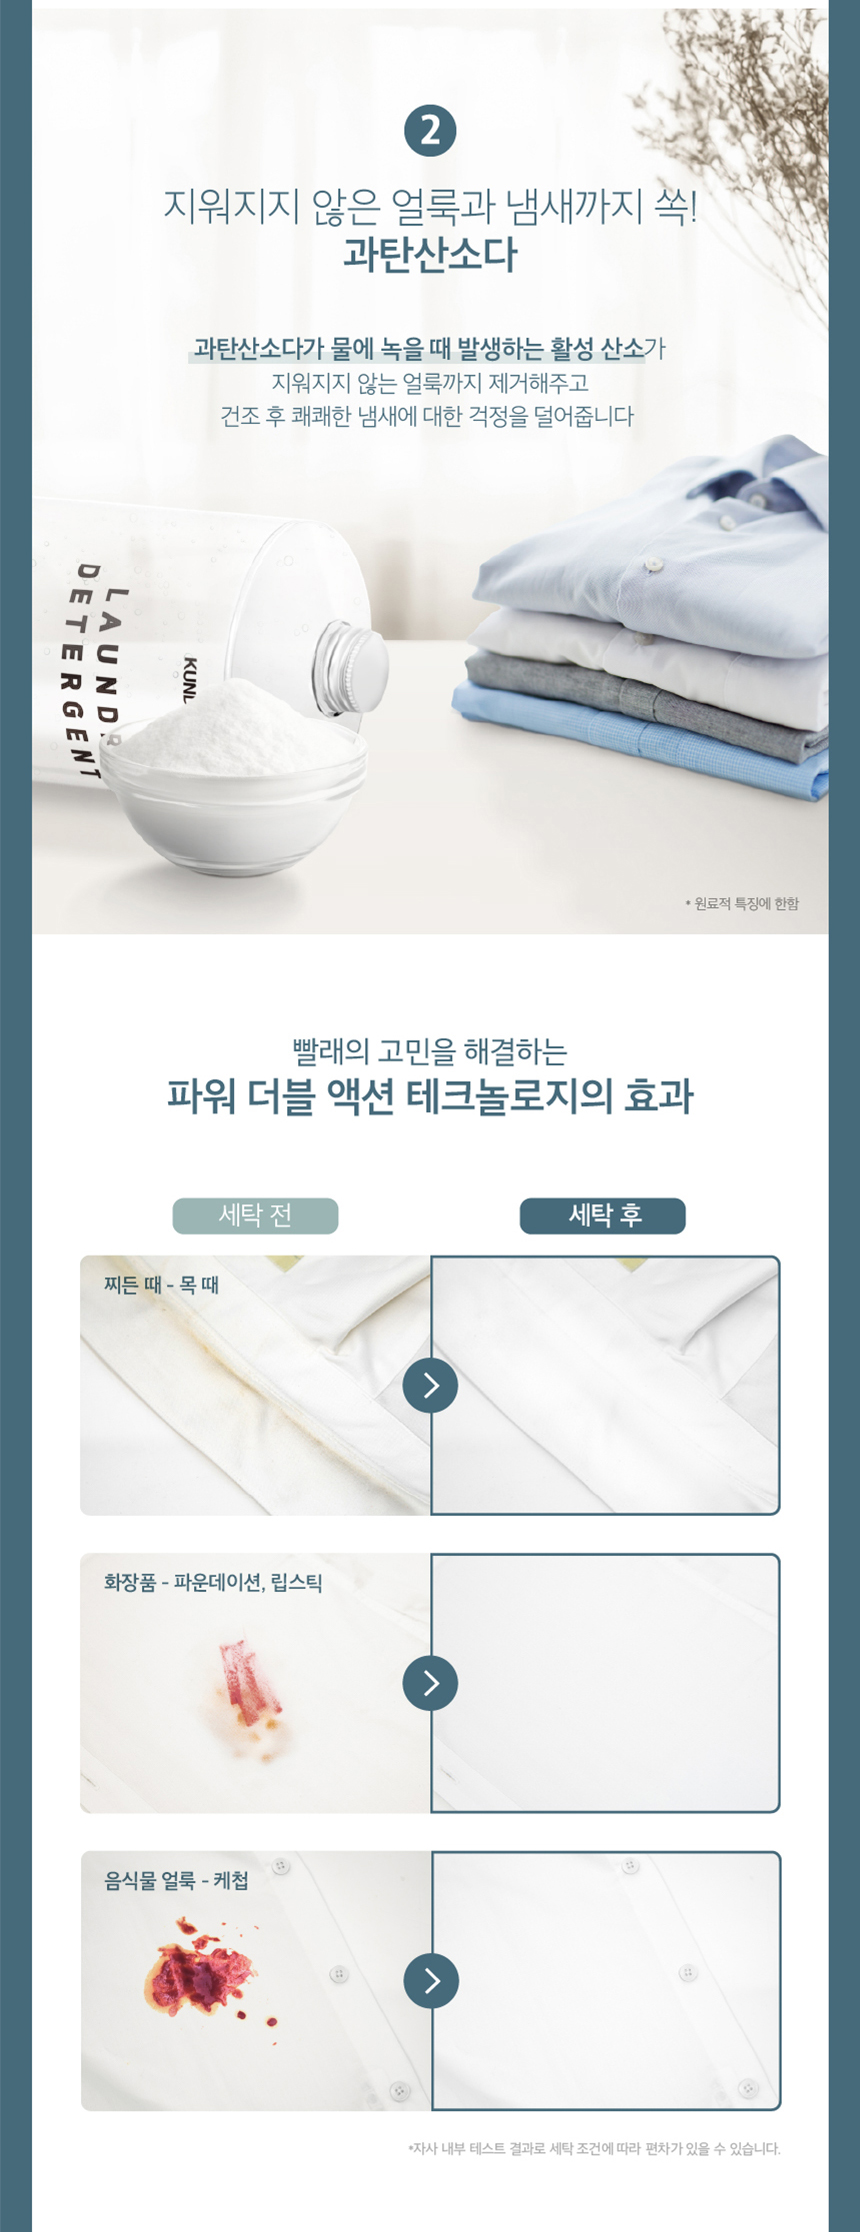 2
지워지지 않은 얼룩과 냄새까지 쏙!
과탄산소다
과탄산소다가 물에 녹을 때 발생하는 활성 산소가
지워지지 않는 얼룩까지 제거해주고
건조 후 쾌쾌한 냄새에 대한 걱정을 덜어줍니다
LAUNDR
DETERGENT
* 원료적 특징에 한함
빨래의 고민을 해결하는
파워 더블 액션 테크놀로지의 효과
세탁 전
세탁 후
찌든 때 - 목 때
화장품 - 파운데이션, 립스틱
음식물 얼룩 - 케첩
*자사 내부 테스트 결과로 세탁 조건에 따라 편차가 있을 수 있습니다.